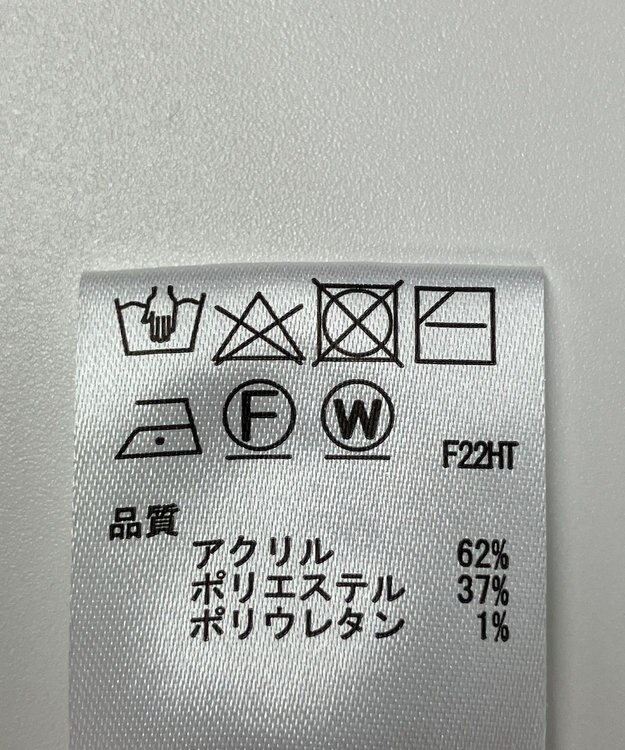 F W F22HT
品質
アクリル 62%
ポリエステル 37%
ポリウレタン 1%